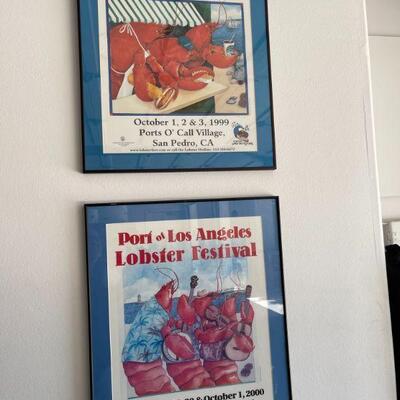 October 1, 2 & 3, 1999
Ports O' Call Village,
San Pedro, CA
Port of Los Angeles
Lobster Festival
& October 1, 2000